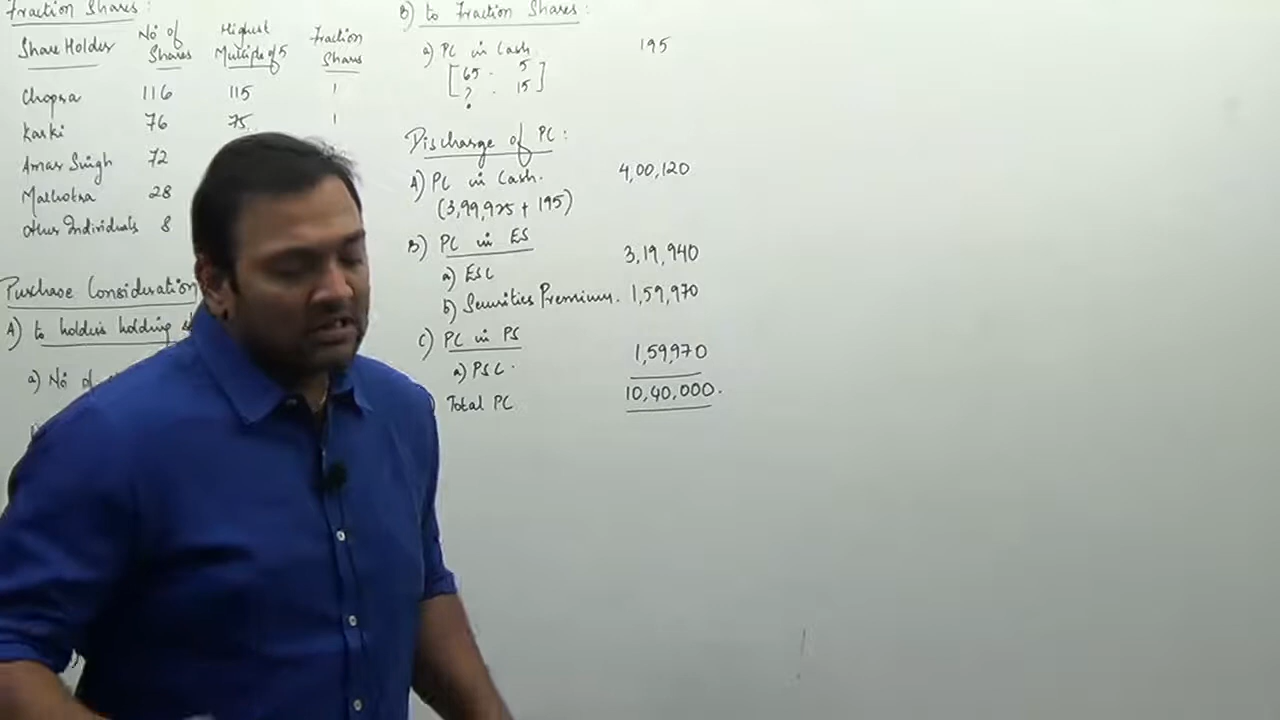 Fraction Shares:
Share Holder No of Shares Highest Multiple of 5 Fraction Shares
Chopra 116 115 1
Karki 76 75 1
Amar Singh 72
Malhotra 28
other Individuals 8
Purchase Consideration
A) to holders holding
a) No of
B) to Fraction Shares:
a) PC in Cash 195
[65 - 5
? - 15]
Discharge of PC:
A) PC in Cash. 4,00,120
(3,99,925 + 195)
B) PC in ES
a) ESC 3,19,940
b) Securities Premium. 1,59,970
C) PC in PS
a) PSC. 1,59,970
Total PC 10,40,000.